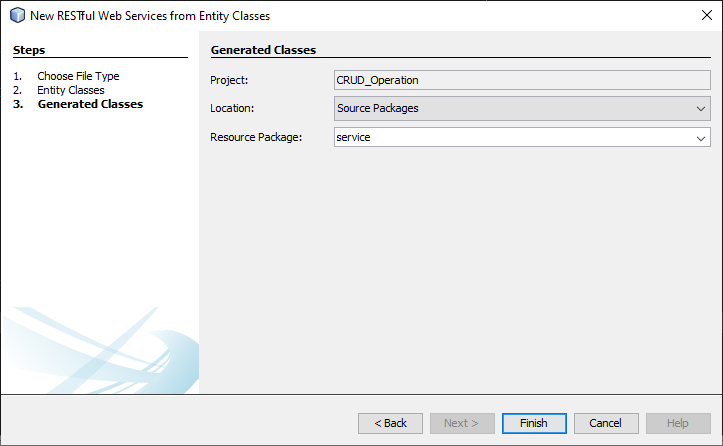 New RESTful Web Services from Entity Classes
Steps
1. Choose File Type
2. Entity Classes
3. Generated Classes
Generated Classes
Project: CRUD_Operation
Location: Source Packages
Resource Package: service
< Back Next > Finish Cancel Help